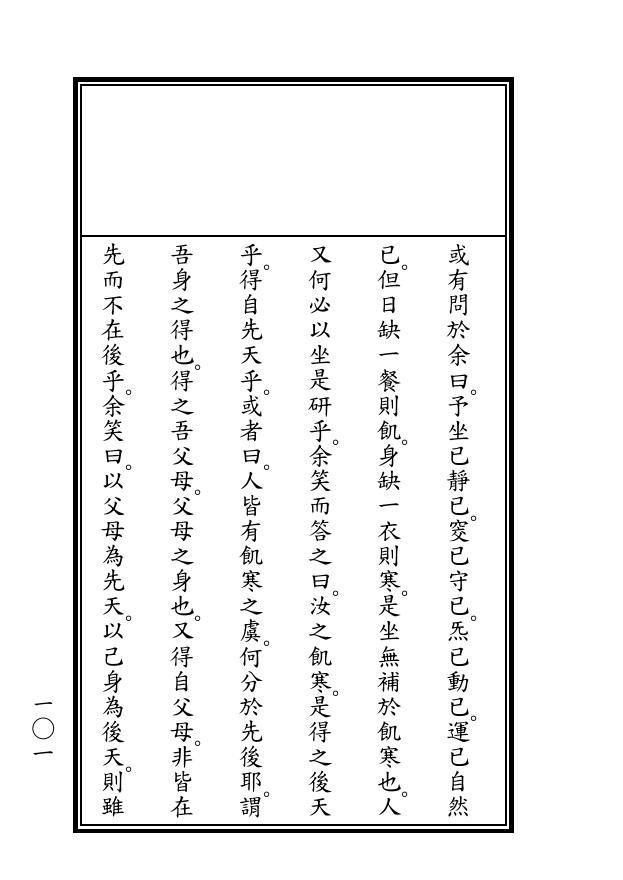 或有問於余曰。予坐已靜已。窔已守已。炁已動已。運已自然
已。但日缺一餐則飢。身缺一衣則寒。是坐無補於飢寒也。人
又何必以坐是研乎。余笑而答之曰。汝之飢寒。是得之後天
乎。得自先天乎。或者曰。人皆有飢寒之虞。何分於先後耶。謂
吾身之得也。得之吾父母。父母之身也。又得自父母。非皆在
先而不在後乎。余笑曰。以父母為先天。以己身為後天。則雖
一〇一